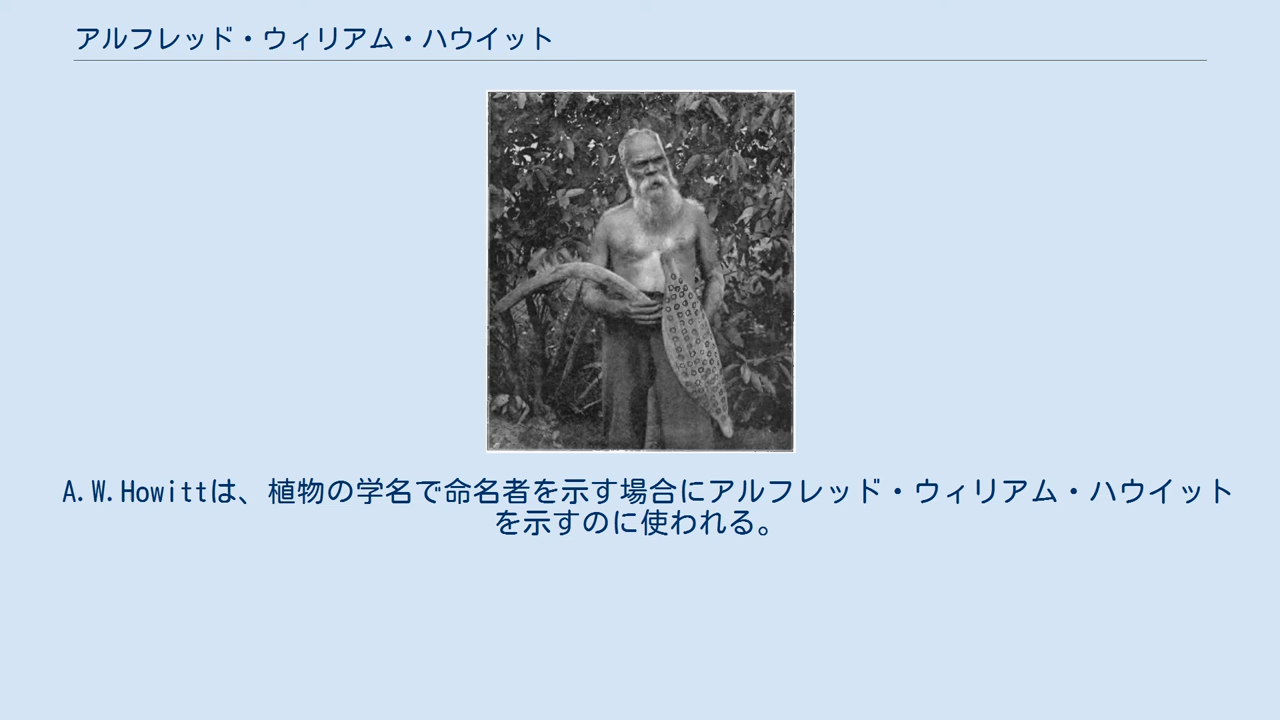 アルフレッド・ウィリアム・ハウイット
A.W.Howittは、植物の学名で命名者を示す場合にアルフレッド・ウィリアム・ハウイット
を示すのに使われる。